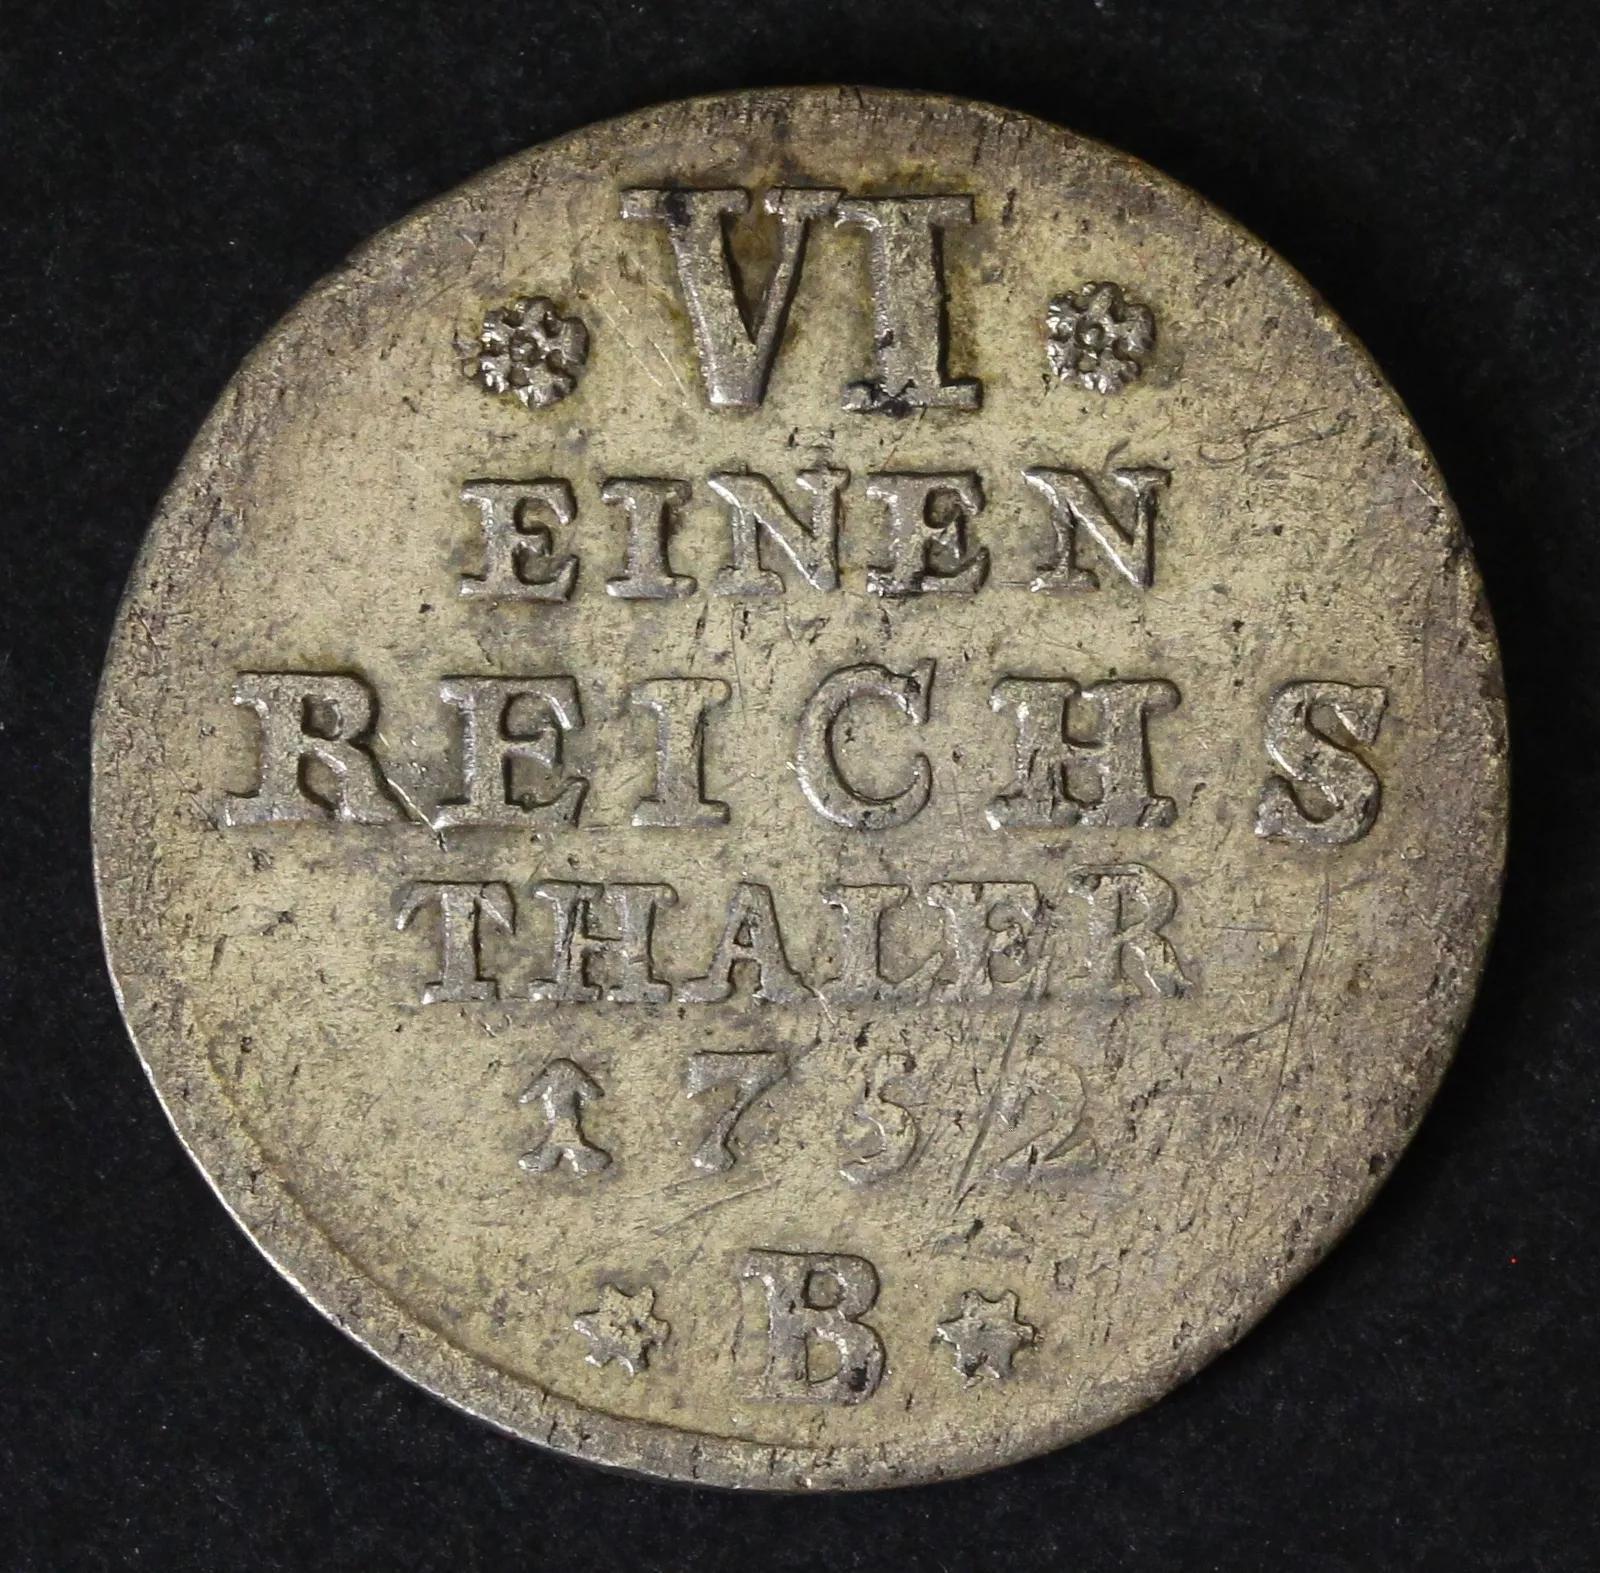 VI
EINEN
REICHS
THALER
1752
B